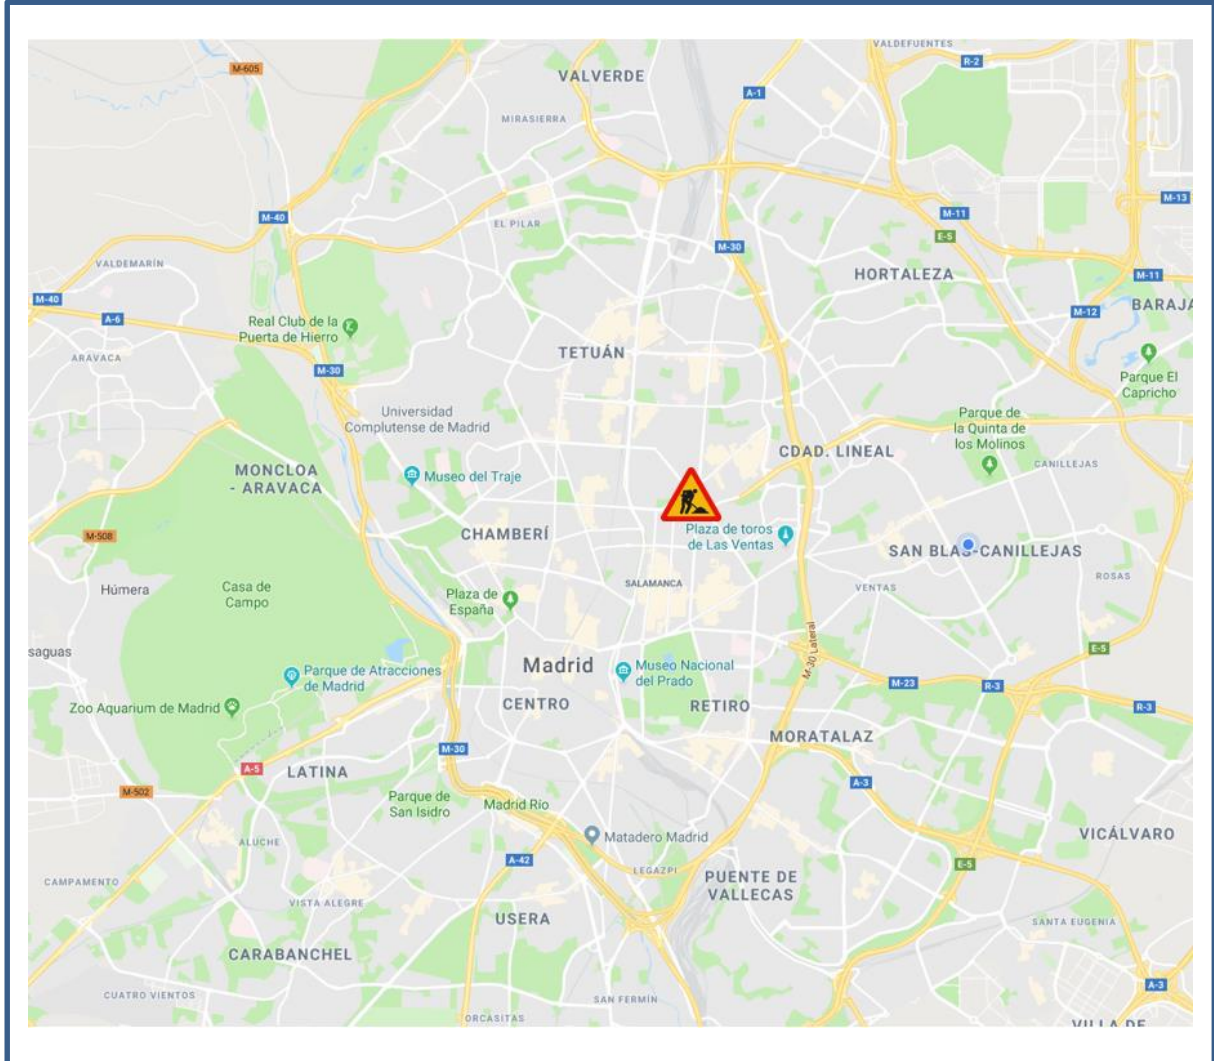 VALDEFUENTES
R-2
M-605
VALVERDE
A-1
MIRASIERRA
M-13
M-40
M-11
EL PILAR
E-5
M-30
VALDEMARÍN
HORTALEZA
M-11
M-40
BARAJA
M-12
A-6
Real Club de la
Puerta de Hierro
TETUÁN
ARAVACA
M-30
Parque El
Capricho
Universidad
Complutense de Madrid
Parque de
la Quinta de
los Molinos
CDAD. LINEAL
MONCLOA
- ARAVACA
Museo del Traje
CANILLEJAS
M-508
CHAMBERÍ
Plaza de toros
de Las Ventas
SAN BLAS-CANILLEJAS
ROSAS
Húmera
Casa de
Campo
SALAMANCA
VENTAS
Plaza de
España
M-30 Lateral
saguas
E-5
Parque de Atracciones
de Madrid
Madrid
Museo Nacional
del Prado
M-23
R-3
Zoo Aquarium de Madrid
CENTRO
RETIRO
R-3
M-30
MORATALAZ
A-5
LATINA
A-3
M-502
Parque de
San Isidro
Madrid Río
Matadero Madrid
VICÁLVARO
ALUCHE
A-42
LEGAZPI
E-5
CAMPAMENTO
PUENTE DE
VALLECAS
VISTA ALEGRE
USERA
SANTA EUGENIA
CARABANCHEL
A-3
CUATRO VIENTOS
SAN FERMÍN
ORCASITAS
VILLA DE